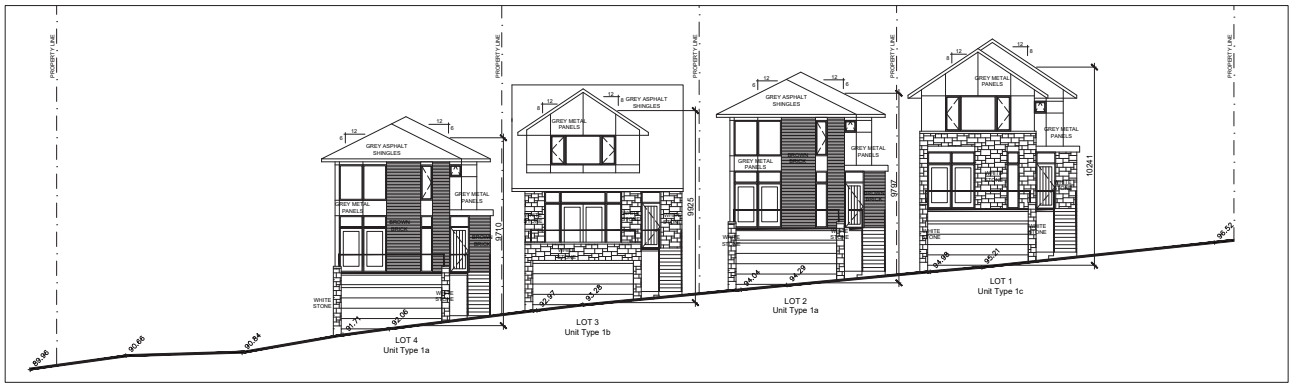 PROPERTY LINE
PROPERTY LINE
PROPERTY LINE
PROPERTY LINE
PROPERTY LINE
89.96
90.66
90.84
12
6
12
6
GREY ASPHALT
SHINGLES
GREY METAL
PANELS
GREY METAL
PANELS
BROWN
BRICK
BROWN
BRICK
WHITE
STONE
WHITE
STONE
91.71
92.06
9710
LOT 4
Unit Type 1a
12
8
12
8
GREY ASPHALT
SHINGLES
GREY METAL
PANELS
WHITE
STONE
92.97
93.28
9925
LOT 3
Unit Type 1b
12
6
12
6
GREY ASPHALT
SHINGLES
GREY METAL
PANELS
GREY METAL
PANELS
BROWN
BRICK
BROWN
BRICK
WHITE
STONE
WHITE
STONE
94.04
94.29
9797
LOT 2
Unit Type 1a
12
8
12
8
GREY METAL
PANELS
GREY METAL
PANELS
WHITE
STONE
WHITE
STONE
94.98
95.21
10241
LOT 1
Unit Type 1c
96.52